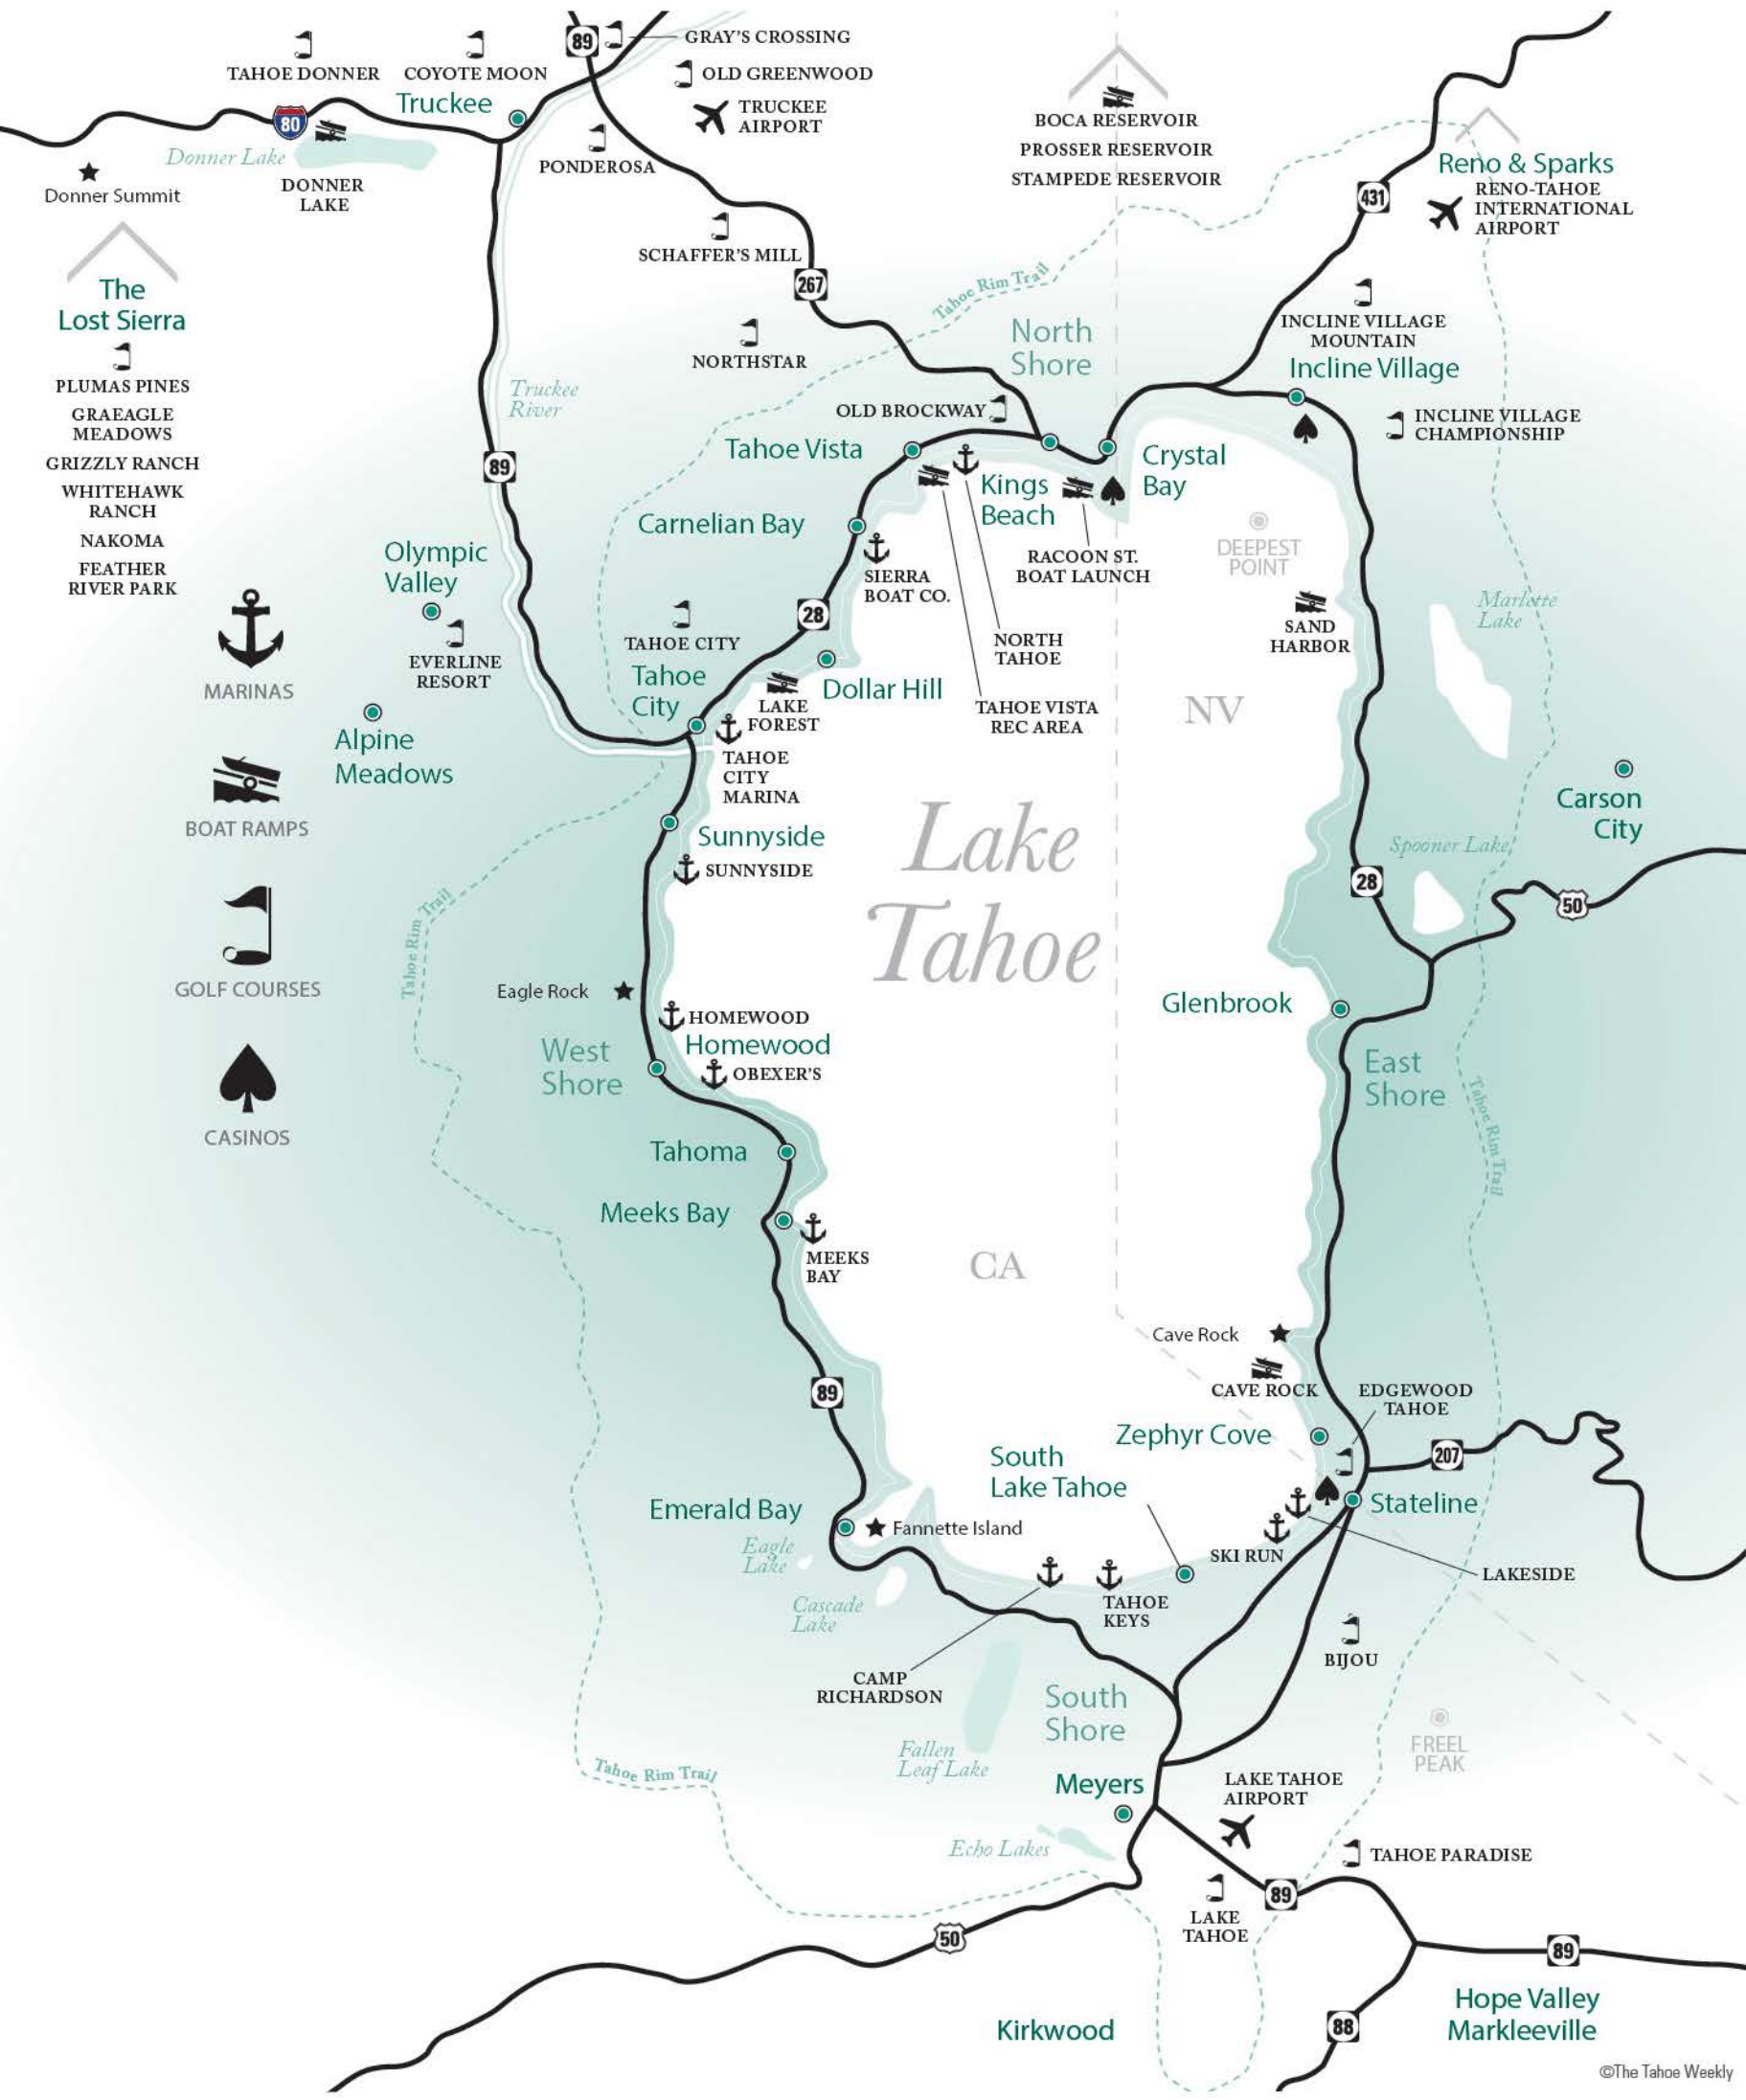 89
GRAY'S CROSSING
TAHOE DONNER
COYOTE MOON
OLD GREENWOOD
Truckee
TRUCKEE
AIRPORT
80
BOCA RESERVOIR
PROSSER RESERVOIR
STAMPEDE RESERVOIR
Donner Lake
DONNER
LAKE
PONDEROSA
Donner Summit
Reno & Sparks
RENO-TAHOE
INTERNATIONAL
AIRPORT
431
SCHAFFER'S MILL
267
Tahoe Rim Trail
The
Lost Sierra
PLUMAS PINES
GRAEAGLE
MEADOWS
GRIZZLY RANCH
WHITEHAWK
RANCH
NAKOMA
FEATHER
RIVER PARK
North
Shore
NORTHSTAR
INCLINE VILLAGE
MOUNTAIN
Incline Village
INCLINE VILLAGE
CHAMPIONSHIP
Truckee
River
OLD BROCKWAY
Tahoe Vista
Kings
Beach
Crystal
Bay
89
Carnelian Bay
RACOON ST.
BOAT LAUNCH
DEEPEST
POINT
Olympic
Valley
SIERRA
BOAT CO.
28
EVERLINE
RESORT
TAHOE CITY
NORTH
TAHOE
SAND
HARBOR
Marlette
Lake
Tahoe
City
Dollar Hill
LAKE
FOREST
TAHOE VISTA
REC AREA
NV
MARINAS
Alpine
Meadows
TAHOE
CITY
MARINA
Carson
City
BOAT RAMPS
Sunnyside
SUNNYSIDE
Lake
Tahoe
Spooner Lake
28
50
Tahoe Rim Trail
GOLF COURSES
Eagle Rock
HOMEWOOD
Homewood
OBEXER'S
Glenbrook
West
Shore
East
Shore
CASINOS
Tahoe Rim Trail
Tahoma
Meeks Bay
MEEKS
BAY
CA
Cave Rock
CAVE ROCK
EDGEWOOD
TAHOE
89
Zephyr Cove
207
South
Lake Tahoe
Stateline
Emerald Bay
Fannette Island
Eagle
Lake
SKI RUN
LAKESIDE
Cascade
Lake
TAHOE
KEYS
BIJOU
CAMP
RICHARDSON
South
Shore
FREEL
PEAK
Fallen
Leaf Lake
Tahoe Rim Trail
Meyers
LAKE TAHOE
AIRPORT
Echo Lakes
TAHOE PARADISE
89
LAKE
TAHOE
50
89
Hope Valley
Markleeville
Kirkwood
88
©The Tahoe Weekly